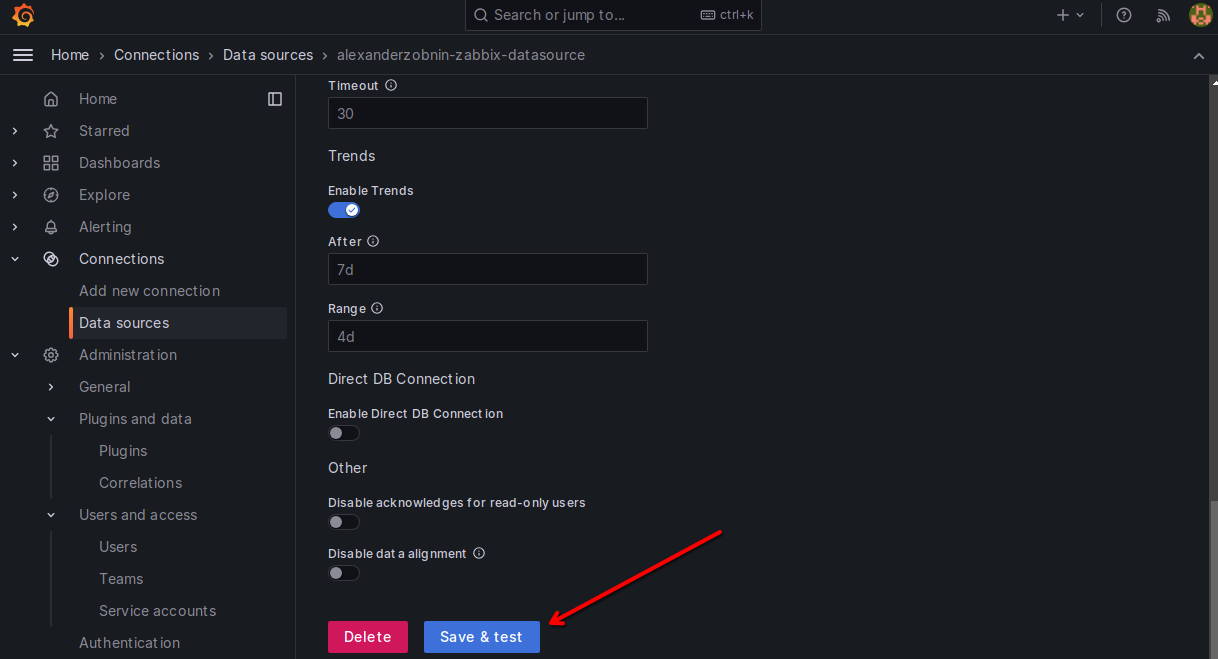 Search or jump to...
ctrl+k
Home › Connections › Data sources › alexanderzobnin-zabbix-datasource
Home
Starred
Dashboards
Explore
Alerting
Connections
Add new connection
Data sources
Administration
General
Plugins and data
Plugins
Correlations
Users and access
Users
Teams
Service accounts
Authentication
Timeout
30
Trends
Enable Trends
After
7d
Range
4d
Direct DB Connection
Enable Direct DB Connection
Other
Disable acknowledges for read-only users
Disable data alignment
Delete
Save & test